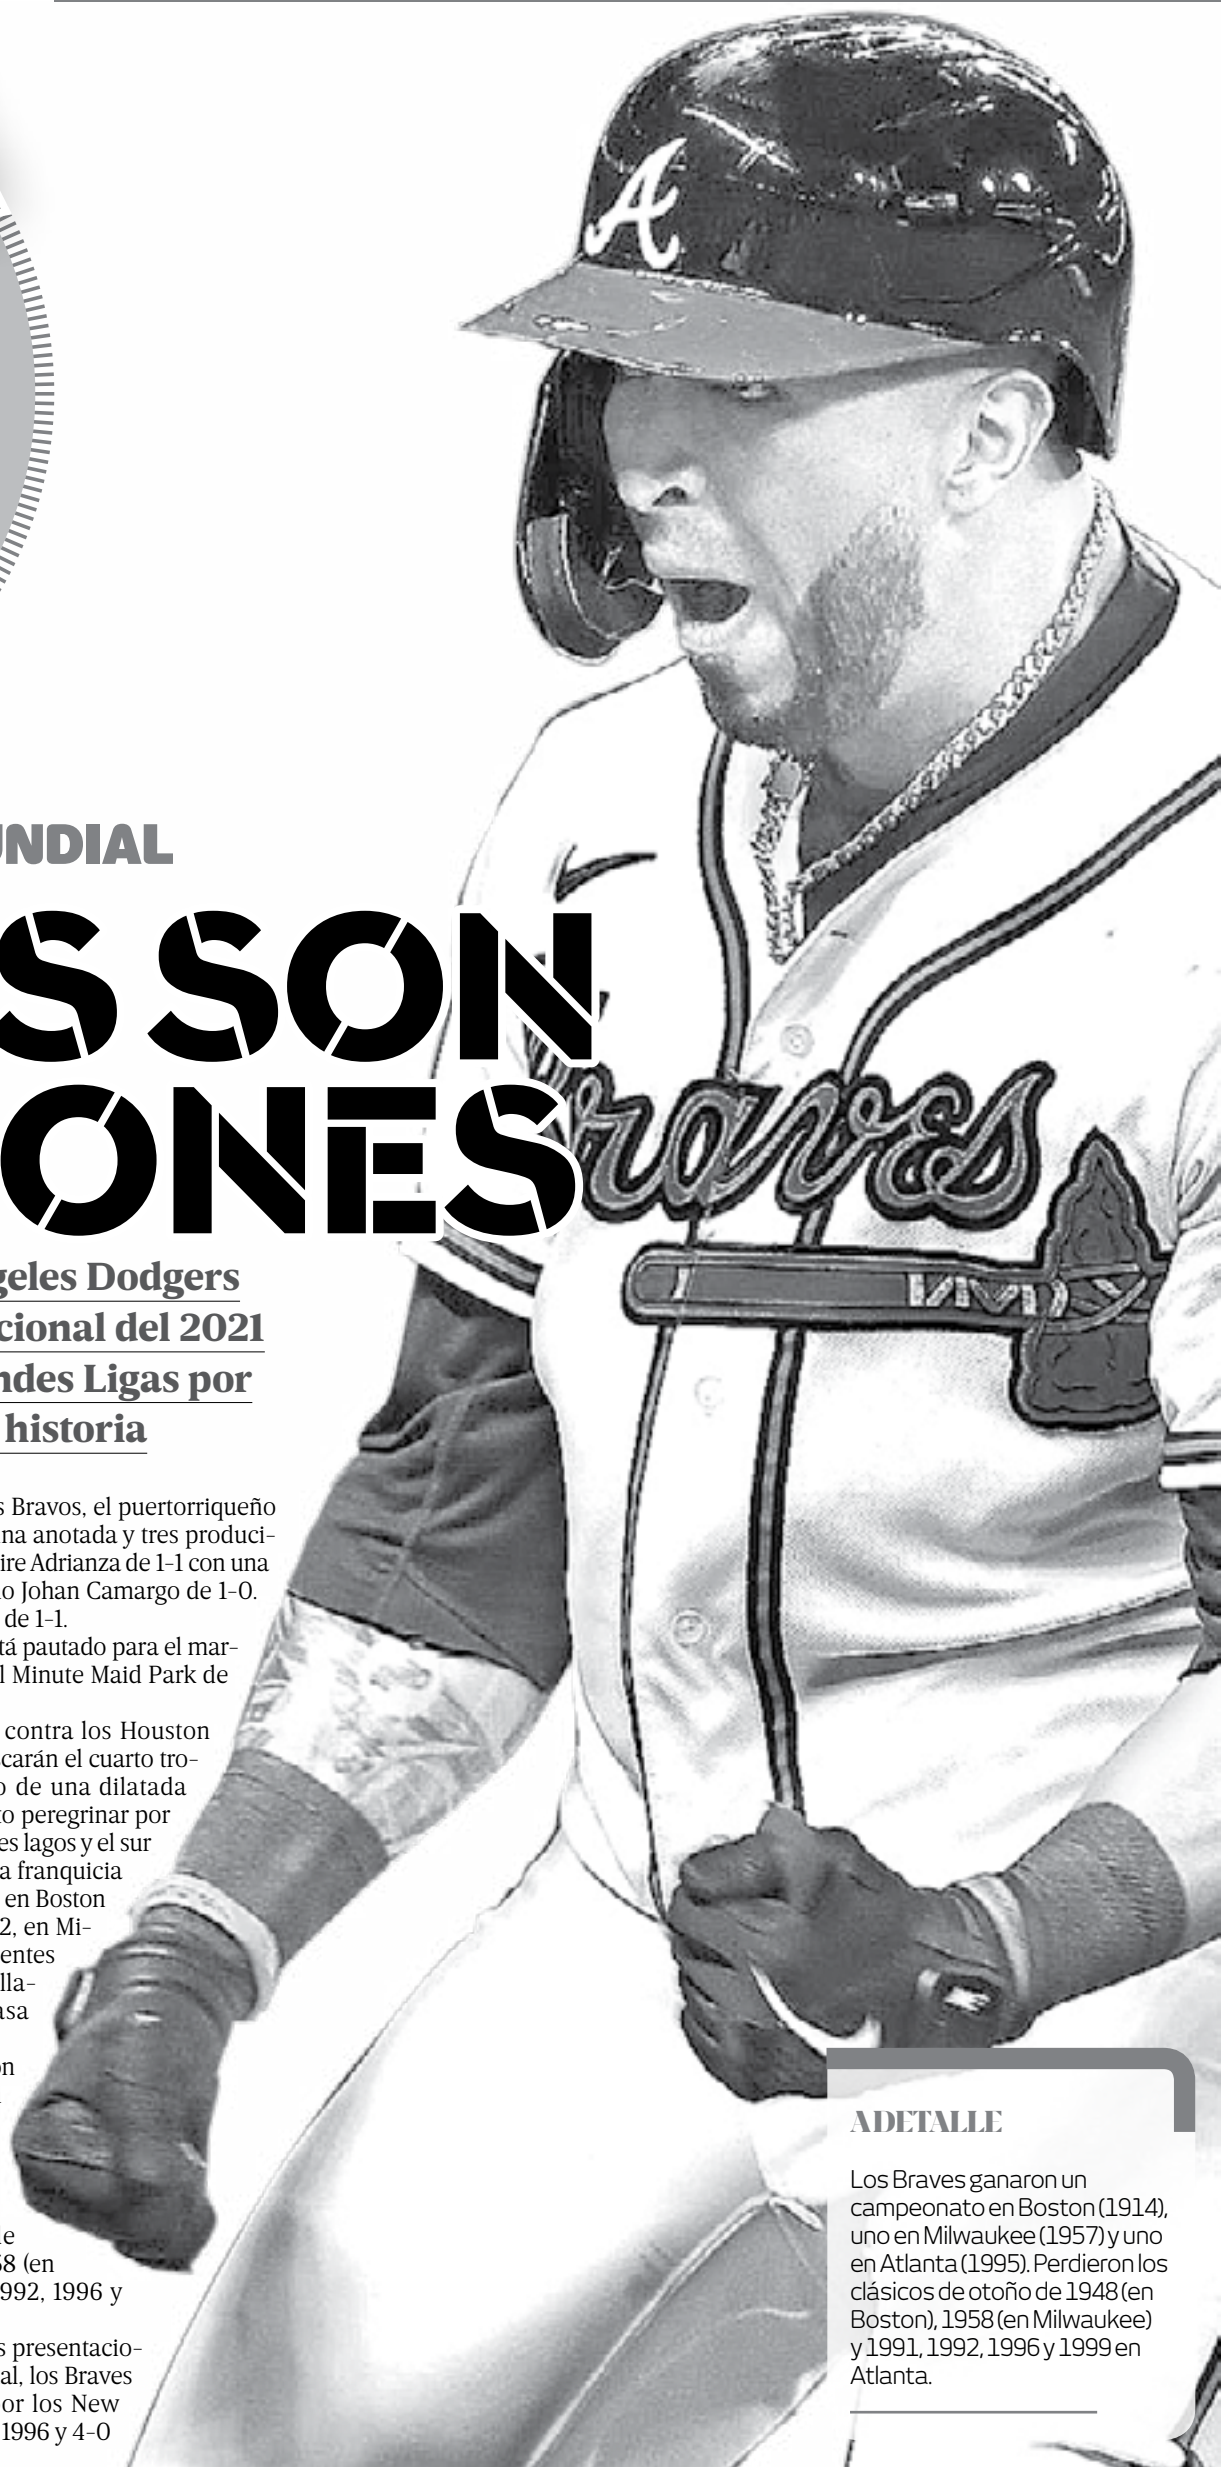 A
UNDIAL
S SON
ONES
Braves
geles Dodgers
cional del 2021
ndes Ligas por
historia
s Bravos, el puertorriqueño
na anotada y tres produci-
ire Adrianza de 1-1 con una
o Johan Camargo de 1-0.
de 1-1.
tá pautado para el mar-
l Minute Maid Park de
contra los Houston
scarán el cuarto tro-
o de una dilatada
to peregrinar por
es lagos y el sur
a franquicia
en Boston
2, en Mi-
entes
lla-
asa
on
le
58 (en
992, 1996 y
s presentacio-
al, los Braves
or los New
1996 y 4-0
A DETALLE
Los Braves ganaron un
campeonato en Boston (1914),
uno en Milwaukee (1957) y uno
en Atlanta (1995). Perdieron los
clásicos de otoño de 1948 (en
Boston), 1958 (en Milwaukee)
y 1991, 1992, 1996 y 1999 en
Atlanta.